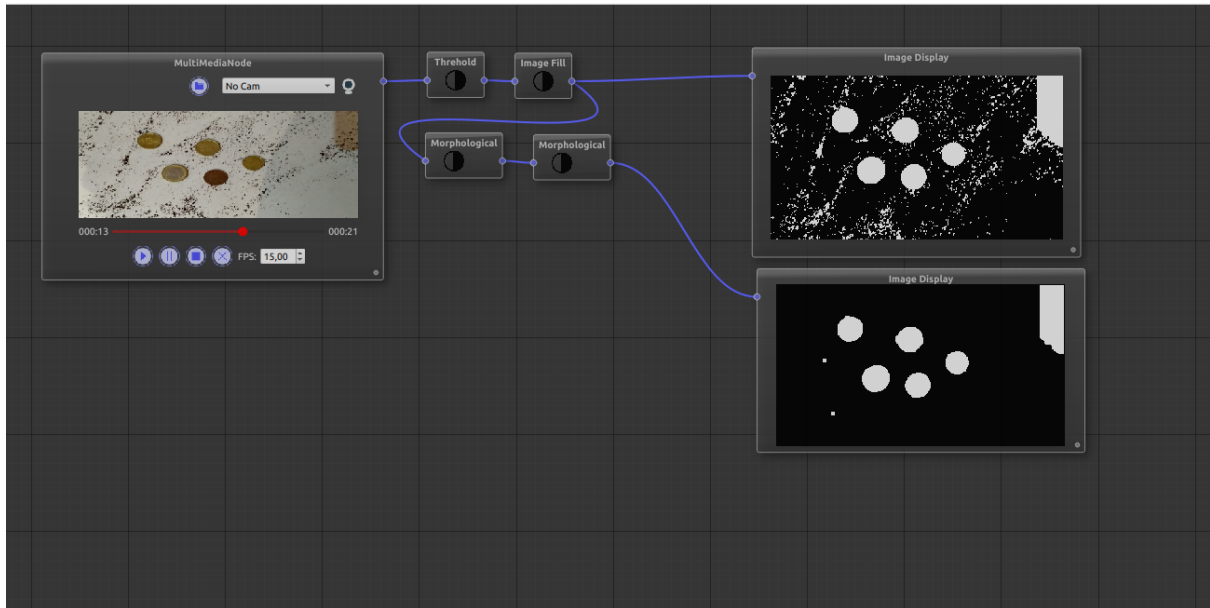 MultiMediaNode
No Cam
000:13
000:21
FPS: 15,00
Threhold
Image Fill
Morphological
Morphological
Image Display
Image Display